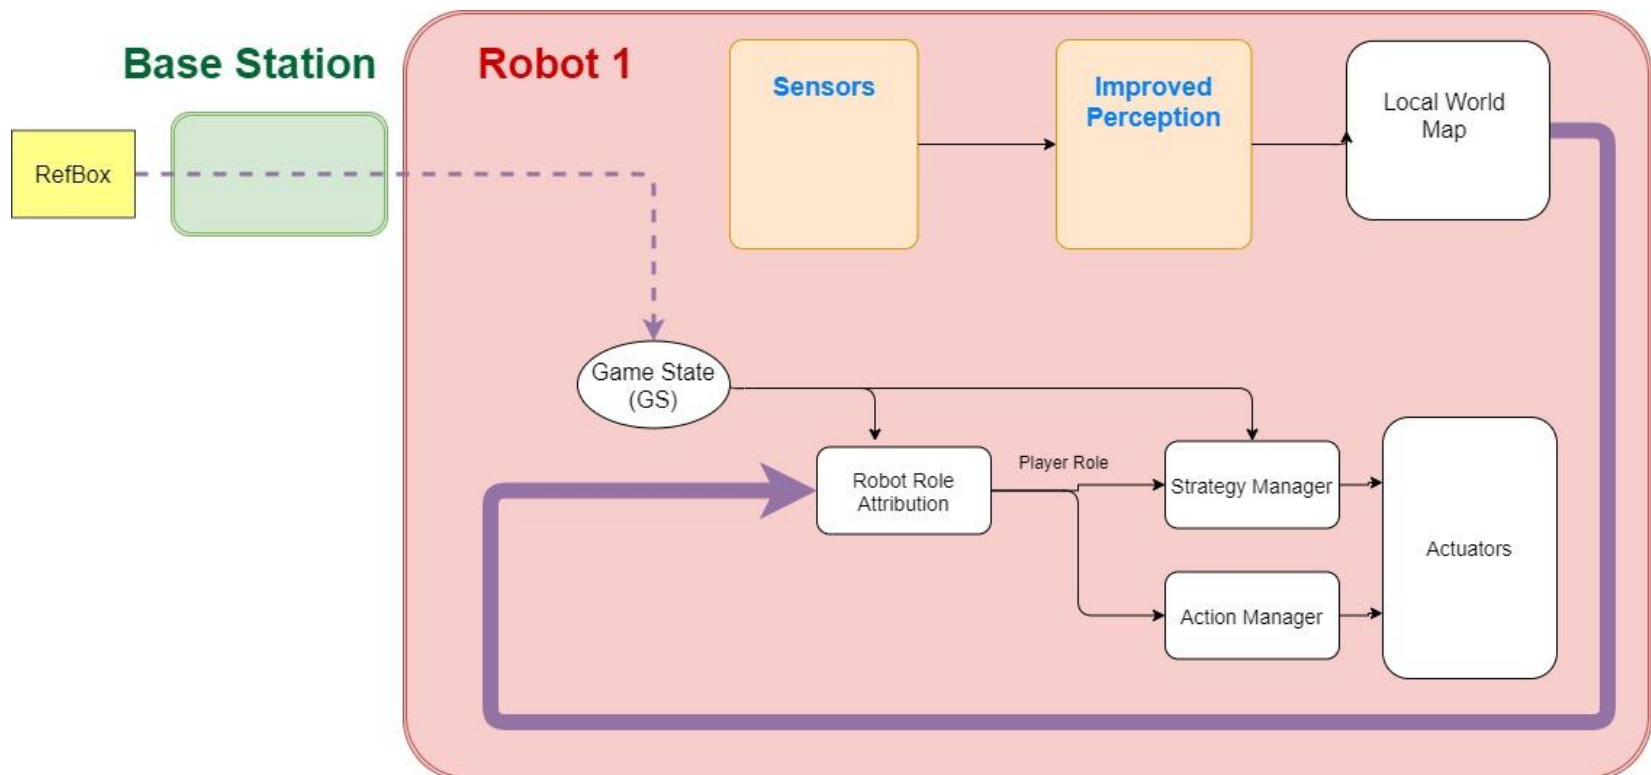 Base Station
Robot 1
Sensors
Improved
Perception
Local World
Map
RefBox
Game State
(GS)
Robot Role
Attribution
Player Role
Strategy Manager
Actuators
Action Manager